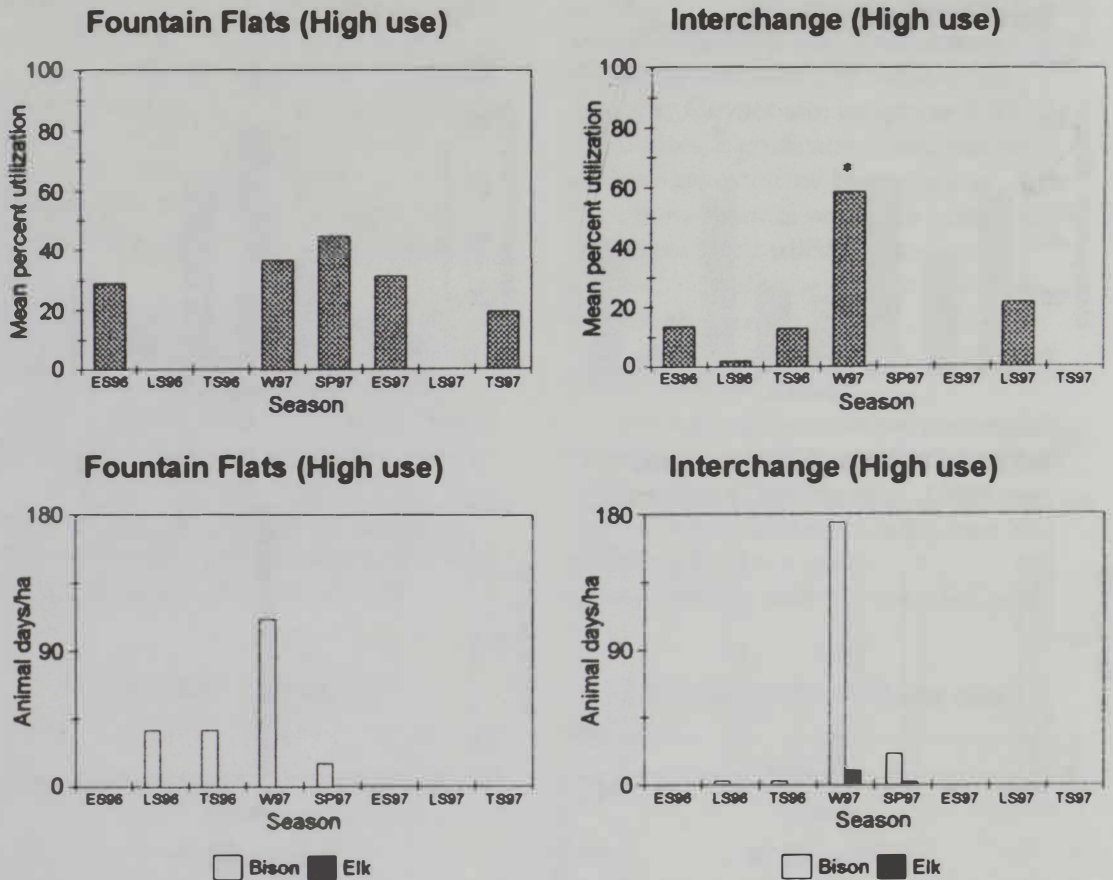 Fountain Flats (High use)
Mean percent utilization
100
80
60
40
20
0
ES96 LS96 TS96 W97 SP97 ES97 LS97 TS97
Season
Interchange (High use)
Mean percent utilization
100
80
60
40
20
0
*
ES96 LS96 TS96 W97 SP97 ES97 LS97 TS97
Season
Fountain Flats (High use)
Animal days/ha
180
90
0
ES96 LS96 TS96 W97 SP97 ES97 LS97 TS97
Season
Bison Elk
Interchange (High use)
Animal days/ha
180
90
0
ES96 LS96 TS96 W97 SP97 ES97 LS97 TS97
Season
Bison Elk